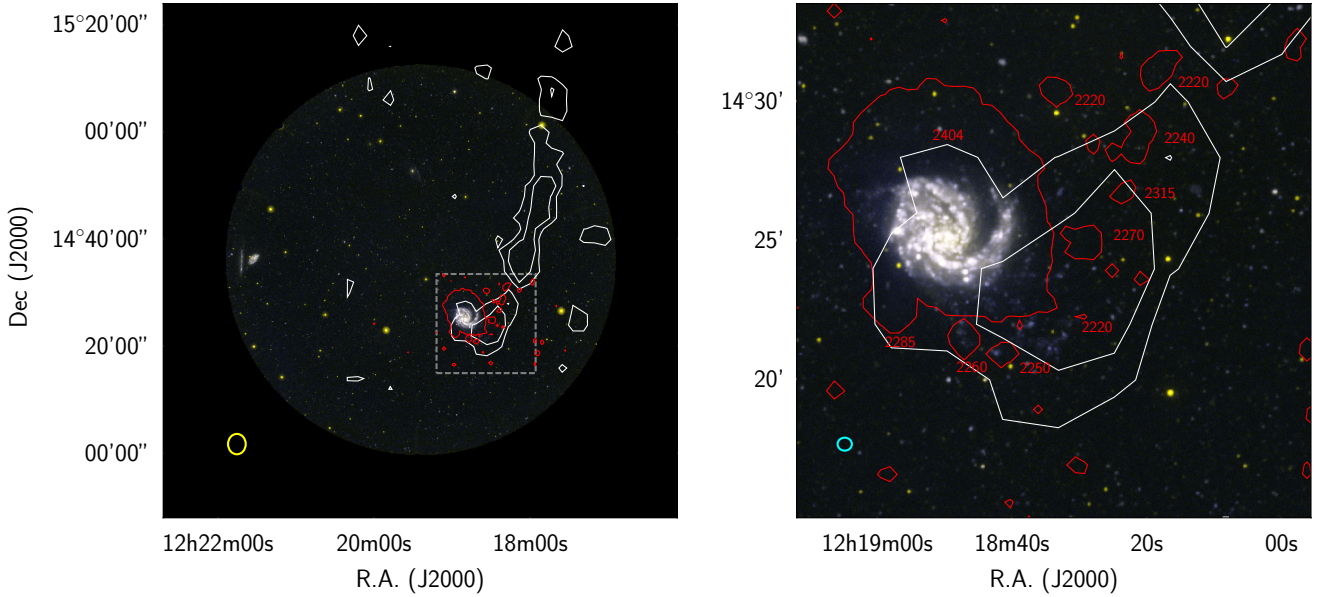 15°20'00"
00'00"
14°40'00"
20'00"
00'00"
Dec (J2000)
12h22m00s
20m00s
18m00s
R.A. (J2000)
14°30'
25'
20'
2404
2220
2220
2240
2315
2270
2220
2285
2260
2250
12h19m00s
18m40s
20s
00s
R.A. (J2000)